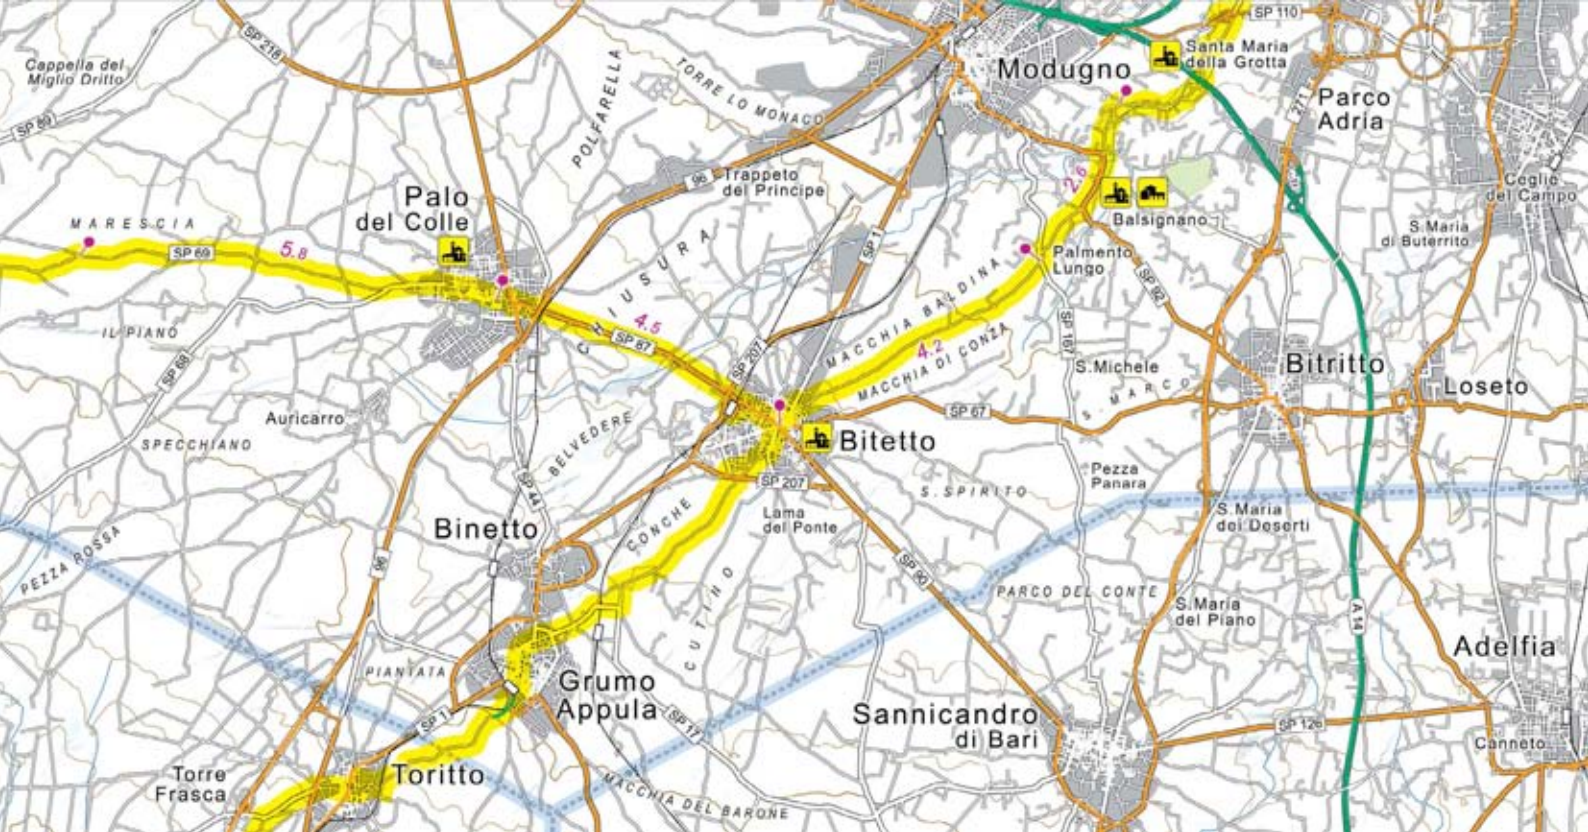 SP 110
SP 218
Santa Maria
della Grotta
Cappella del
Miglio Dritto
Modugno
TORRE LO MONACO
POLFARELLA
Parco
Adria
271
SP 89
96
Trappeto
del Principe
2.6
Ceglie
del Campo
Palo
del Colle
MARESCIA
Balsignano
S.Maria
di Buterrito
SP 69
5.8
CHIUSURA
SP 1
Palmento
Lungo
SP 92
MACCHIA BALDINA
IL PIANO
4.5
SP 87
SP 207
4.2
MACCHIA DI CONZA
SP 167
SP 68
S.Michele
Bitritto
S. MARCO
Loseto
Auricarro
SP 67
SPECCHIANO
BELVEDERE
Bitetto
SP 44
SP 207
S.SPIRITO
Pezza
Panara
Binetto
CONCHE
Lama
del Ponte
S.Maria
dei Deserti
PEZZA ROSSA
96
SP 90
CUTINO
PARCO DEL CONTE
S.Maria
del Piano
A 14
Adelfia
PIANTATA
Grumo
Appula
SP 1
SP 17
Sannicandro
di Bari
SP 126
Canneto
Torre
Frasca
Toritto
MACCHIA DEL BARONE